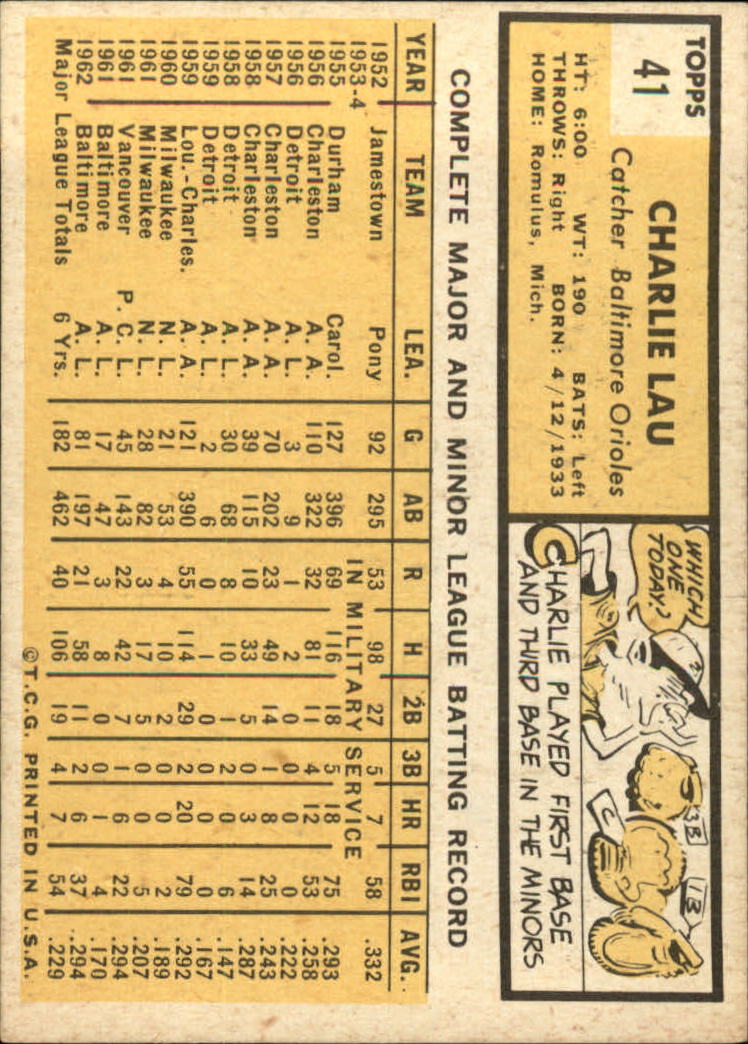 TOPPS
41
CHARLIE LAU
Catcher Baltimore Orioles
HT: 6:00 WT: 190 BATS: Left
THROWS: Right BORN: 4/12/1933
HOME: Romulus, Mich.
WHICH
ONE
TODAY?
3B
1B
C
CHARLIE PLAYED FIRST BASE
AND THIRD BASE IN THE MINORS
COMPLETE MAJOR AND MINOR LEAGUE BATTING RECORD
YEAR TEAM LEA. G AB R H 2B 3B HR RBI AVG.
1952 Jamestown Pony 92 295 53 98 27 5 7 58 .332
1953-4 IN MILITARY SERVICE
1955 Durham Carol. 127 396 69 116 18 5 18 75 .293
1956 Charleston A. A. 110 322 32 81 11 4 12 53 .258
1956 Detroit A. L. 3 9 1 2 0 0 0 0 .222
1957 Charleston A. A. 70 202 23 49 14 1 8 25 .243
1958 Charleston A. A. 39 115 10 33 5 0 3 14 .287
1958 Detroit A. L. 30 68 8 10 1 2 0 6 .147
1959 Detroit A. L. 2 6 0 1 0 0 0 0 .167
1959 Lou.-Charles. A. A. 121 390 55 114 29 2 20 79 .292
1960 Milwaukee N. L. 21 53 4 10 2 0 0 2 .189
1961 Milwaukee N. L. 28 82 3 17 5 0 0 5 .207
1961 Vancouver P. C. L. 45 143 22 42 7 1 6 22 .294
1961 Baltimore A. L. 17 47 3 8 0 0 1 4 .170
1962 Baltimore A. L. 81 197 21 58 11 2 6 37 .294
Major League Totals 6 Yrs. 182 462 40 106 19 4 7 54 .229
©T.C.G. PRINTED IN U.S.A.